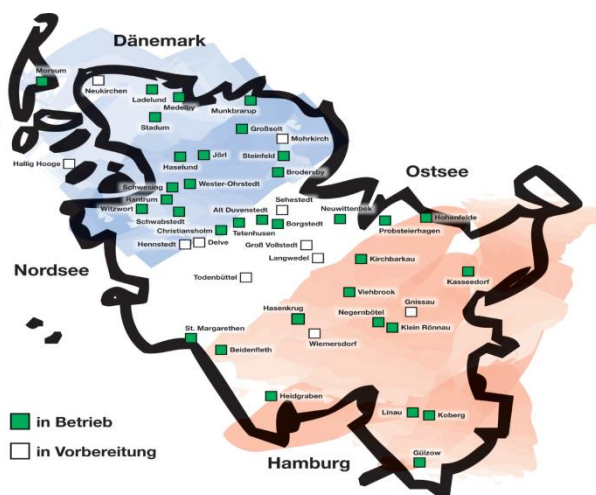 Dänemark
Morsum
Neukirchen
Ladelund
Medelby
Munkbrarup
Stadum
Großsolt
Mohrkirch
Hallig Hooge
Haselund
Jörl
Steinfeld
Brodersby
Ostsee
Schwesing
Wester-Ohrstedt
Rantrum
Witzwort
Schwabstedt
Alt Duvenstedt
Sehestedt
Neuwittenbek
Hohenfelde
Christiansholm
Tetenhusen
Borgstedt
Probsteierhagen
Hennstedt
Delve
Groß Vollstedt
Langwedel
Kirchbarkau
Nordsee
Todenbüttel
Kasseedorf
Viehbrook
Gnissau
Hasenkrug
Negernbötel
Klein Rönnau
St. Margarethen
Wiemersdorf
Beidenfleth
Heidgraben
Linau
Koberg
in Betrieb
in Vorbereitung
Hamburg
Gülzow